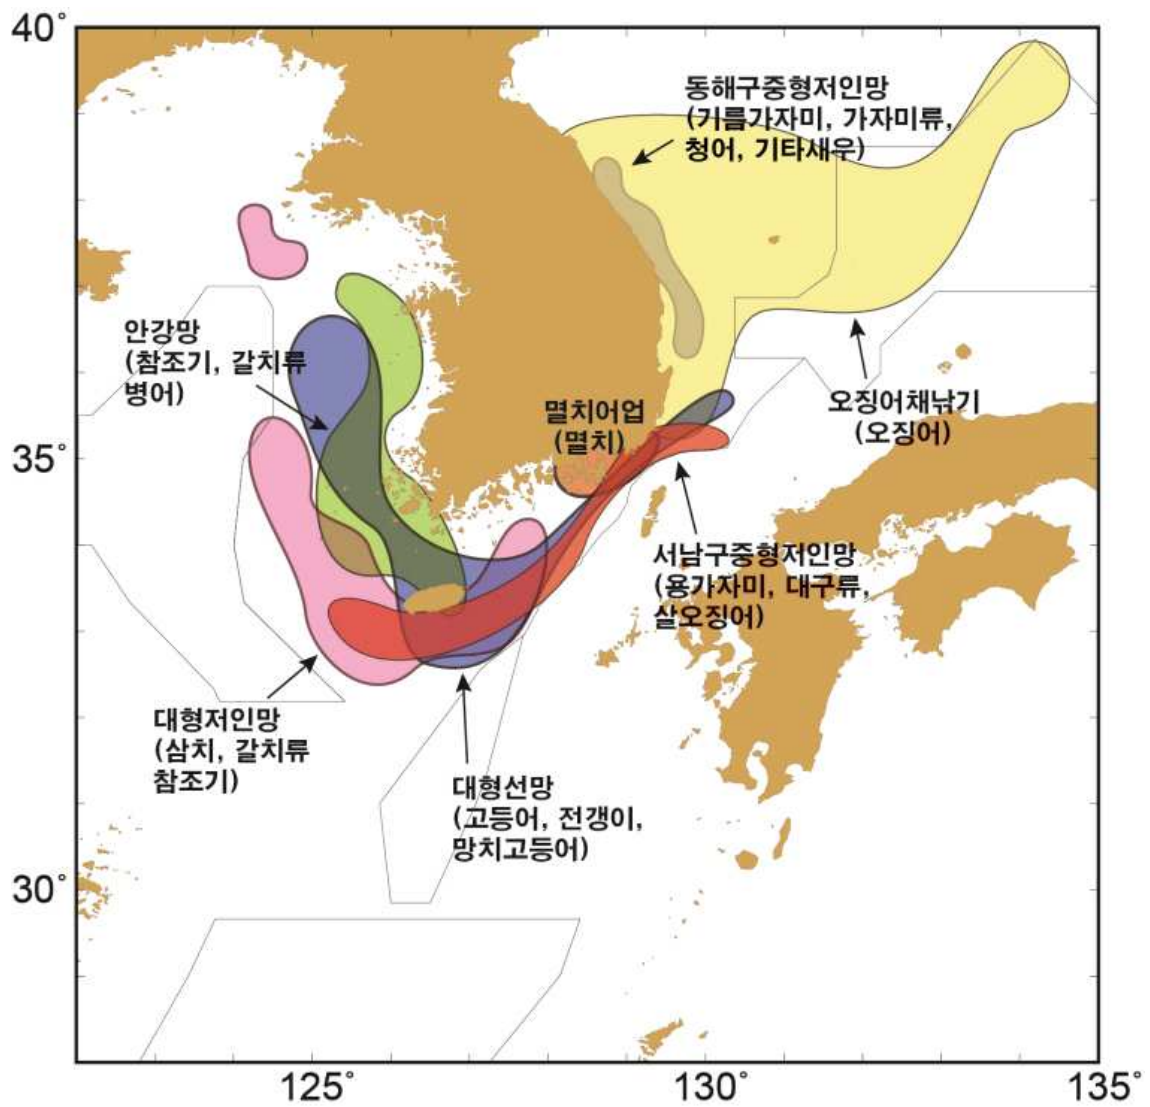 40°
동해구중형저인망
(기름가자미, 가자미류,
청어, 기타새우)
안강망
(참조기, 갈치류
병어)
멸치어업
(멸치)
오징어채낚기
(오징어)
35°
서남구중형저인망
(용가자미, 대구류,
살오징어)
대형저인망
(삼치, 갈치류
참조기)
대형선망
(고등어, 전갱이,
망치고등어)
30°
125°
130°
135°